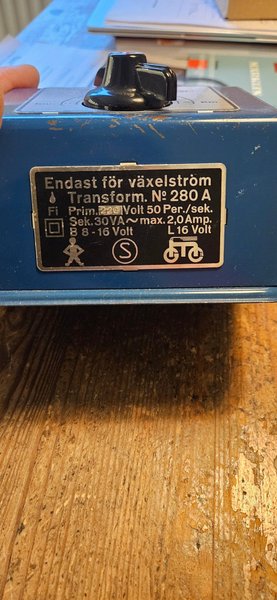 Endast för växelström
Transform. № 280 A
Fi Prim. 220 Volt 50 Per./sek.
Sek. 30 VA ~ max. 2,0 Amp.
B 8 - 16 Volt L 16 Volt
S